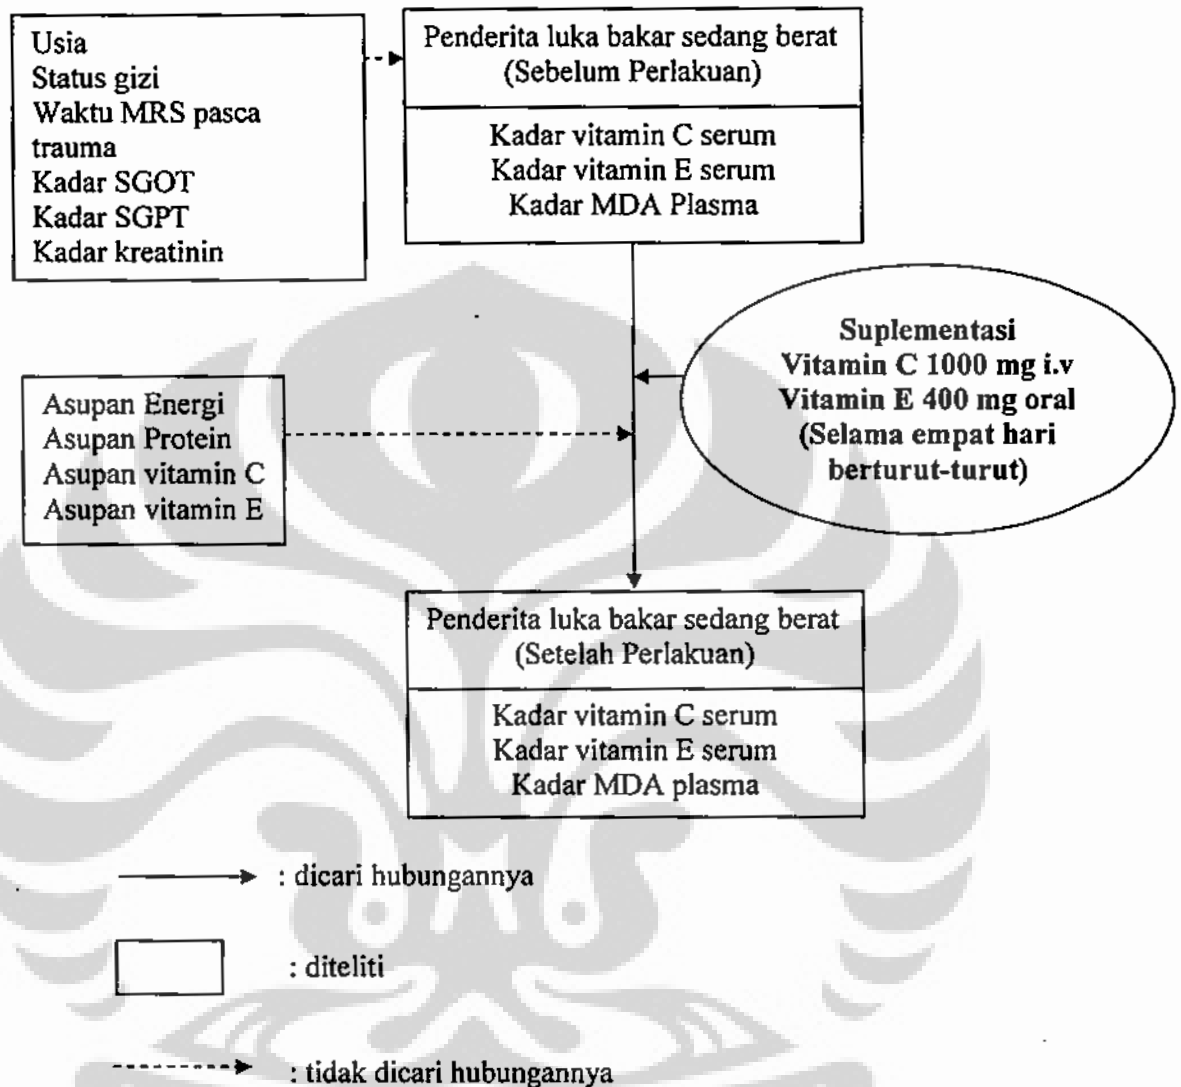 Usia
Status gizi
Waktu MRS pasca
trauma
Kadar SGOT
Kadar SGPT
Kadar kreatinin
Penderita luka bakar sedang berat
(Sebelum Perlakuan)
Kadar vitamin C serum
Kadar vitamin E serum
Kadar MDA Plasma
Suplementasi
Vitamin C 1000 mg i.v
Vitamin E 400 mg oral
(Selama empat hari
berturut-turut)
Asupan Energi
Asupan Protein
Asupan vitamin C
Asupan vitamin E
Penderita luka bakar sedang berat
(Setelah Perlakuan)
Kadar vitamin C serum
Kadar vitamin E serum
Kadar MDA plasma
: dicari hubungannya
: diteliti
: tidak dicari hubungannya